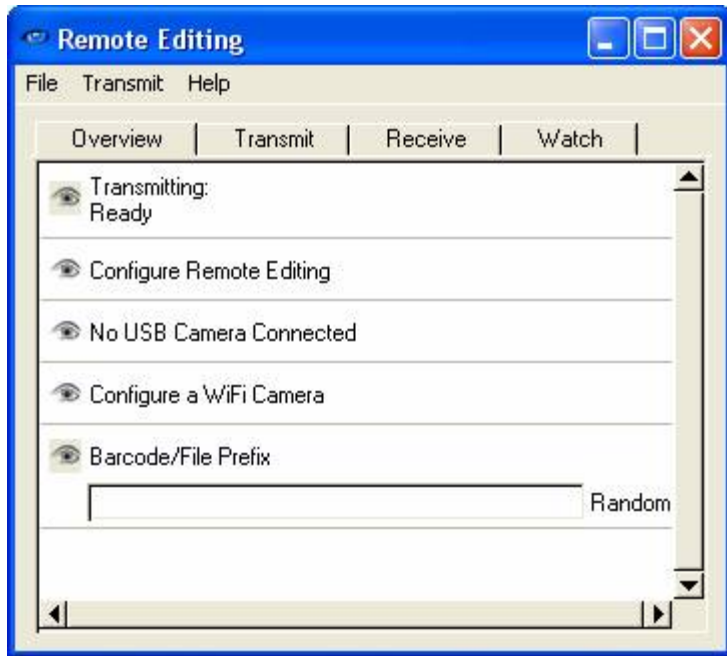 Remote Editing
File Transmit Help
Overview Transmit Receive Watch
Transmitting:
Ready
Configure Remote Editing
No USB Camera Connected
Configure a WiFi Camera
Barcode/File Prefix
Random